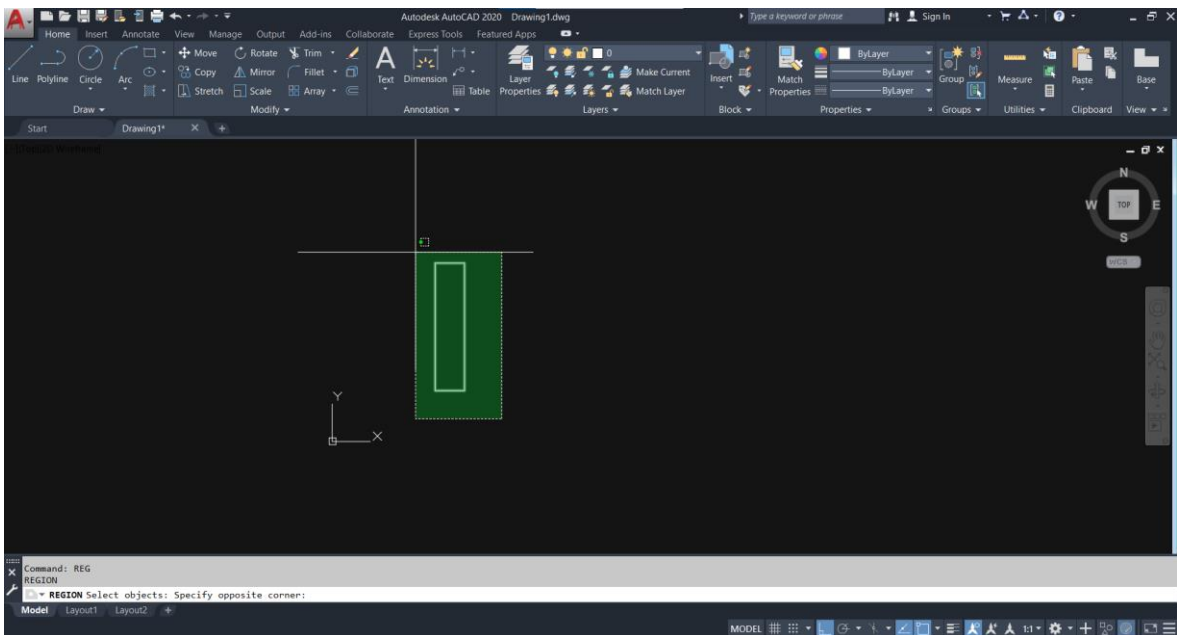 Autodesk AutoCAD 2020 Drawing1.dwg
Type a keyword or phrase
Sign In
Home Insert Annotate View Manage Output Add-ins Collaborate Express Tools Featured Apps
Line Polyline Circle Arc
Move Rotate Trim
Copy Mirror Fillet
Stretch Scale Array
Text Dimension
Table
Layer Properties
0
Make Current
Match Layer
Insert
Match Properties
ByLayer
ByLayer
ByLayer
Group
Measure
Paste
Base
Draw Modify Annotation Layers Block Properties Groups Utilities Clipboard View
Start Drawing1* +
N
W TOP E
S
WCS
Y
X
Command: REG
REGION
REGION Select objects: Specify opposite corner:
Model Layout1 Layout2 +
MODEL 1:1